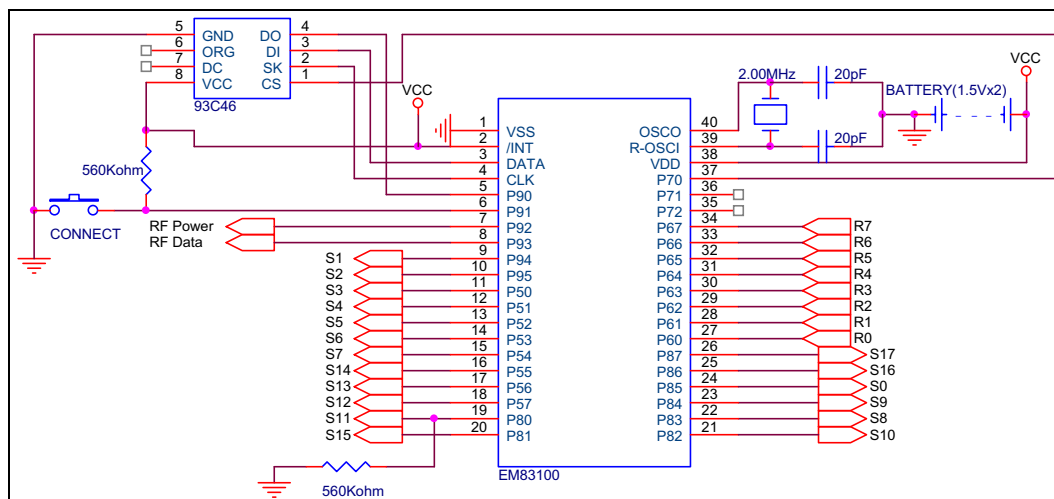 5 GND DO 4
6 ORG DI 3
7 DC SK 2
8 VCC CS 1
93C46
VCC
2.00MHz
20pF
VCC
BATTERY(1.5Vx2)
20pF
560Kohm
CONNECT
RF Power
RF Data
1 VSS OSCO 40
2 /INT R-OSCI 39
3 DATA VDD 38
4 CLK P70 37
5 P90 P71 36
6 P91 P72 35
7 P92 P67 34 R7
8 P93 P66 33 R6
S1 9 P94 P65 32 R5
S2 10 P95 P64 31 R4
S3 11 P50 P63 30 R3
S4 12 P51 P62 29 R2
S5 13 P52 P61 28 R1
S6 14 P53 P60 27 R0
S7 15 P54 P87 26 S17
S14 16 P55 P86 25 S16
S13 17 P56 P85 24 S0
S12 18 P57 P84 23 S9
S11 19 P80 P83 22 S8
S15 20 P81 P82 21 S10
EM83100
560Kohm